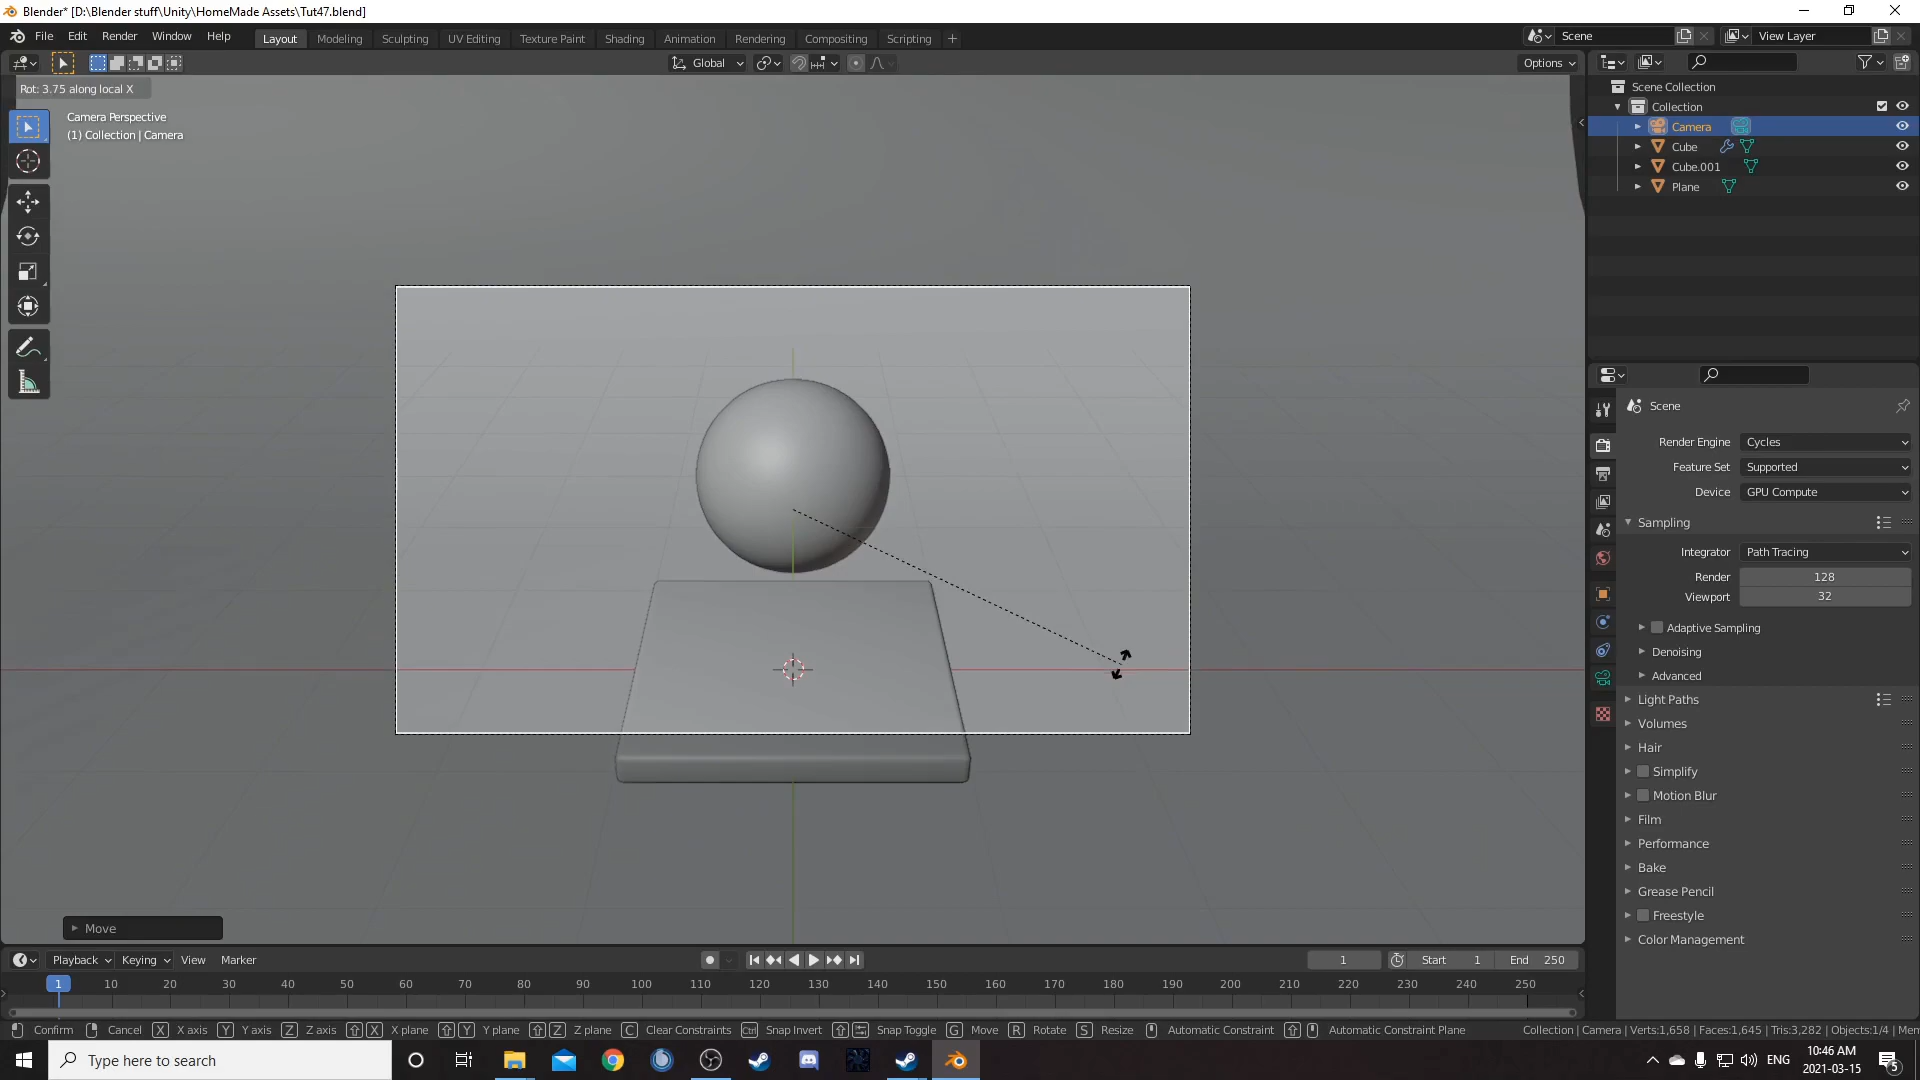 Blender* [D:\Blender stuff\Unity\HomeMade Assets\Tut47.blend]
File Edit Render Window Help
Layout Modeling Sculpting UV Editing Texture Paint Shading Animation Rendering Compositing Scripting
Scene
View Layer
Global
Options
Rot: 3.75 along local X
Camera Perspective
(1) Collection | Camera
Scene Collection
Collection
Camera
Cube
Cube.001
Plane
Scene
Render Engine Cycles
Feature Set Supported
Device GPU Compute
Sampling
Integrator Path Tracing
Render 128
Viewport 32
Adaptive Sampling
Denoising
Advanced
Light Paths
Volumes
Hair
Simplify
Motion Blur
Film
Performance
Bake
Grease Pencil
Freestyle
Color Management
Move
Playback Keying View Marker
1 Start 1 End 250
1 10 20 30 40 50 60 70 80 90 100 110 120 130 140 150 160 170 180 190 200 210 220 230 240 250
Confirm Cancel X X axis Y Y axis Z Z axis X X plane Y Y plane Z Z plane C Clear Constraints Ctrl Snap Invert Snap Toggle G Move R Rotate S Resize Automatic Constraint Automatic Constraint Plane Collection | Camera | Verts:1,658 | Faces:1,645 | Tris:3,282 | Objects:1/4 | Mem
Type here to search
ENG
10:46 AM
2021-03-15
5